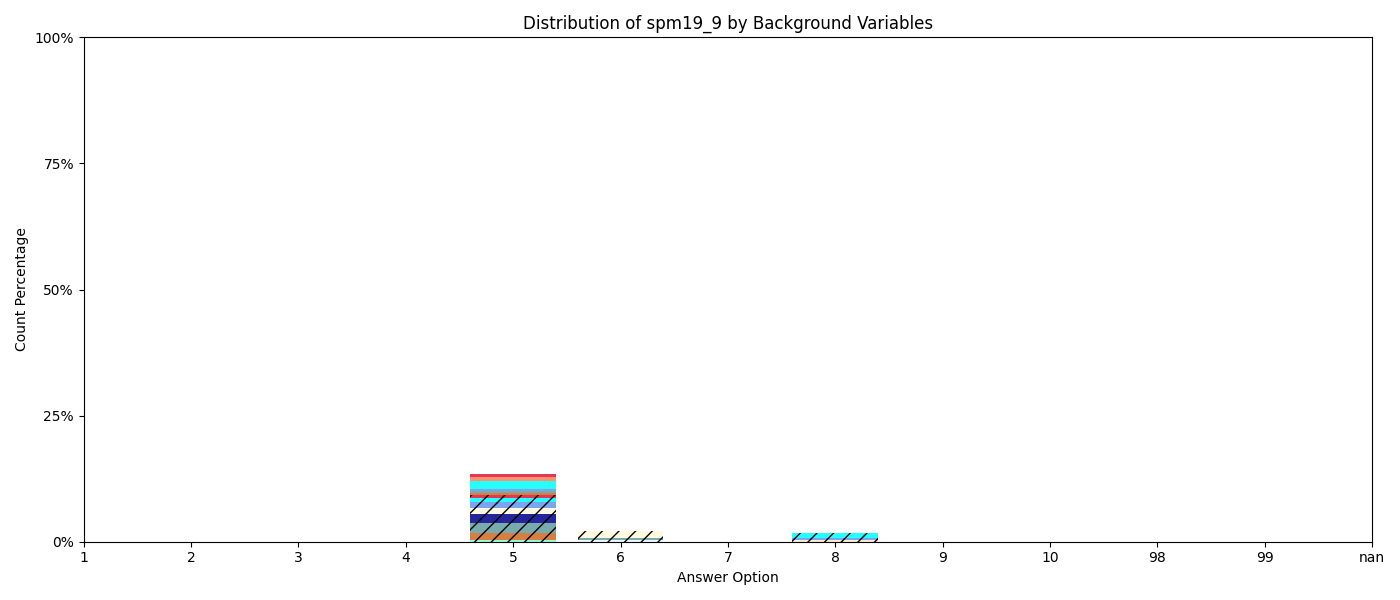 Distribution of spm19_9 by Background Variables
100%
75%
50%
25%
0%
Count Percentage
1 2 3 4 5 6 7 8 9 10 98 99 nan
Answer Option